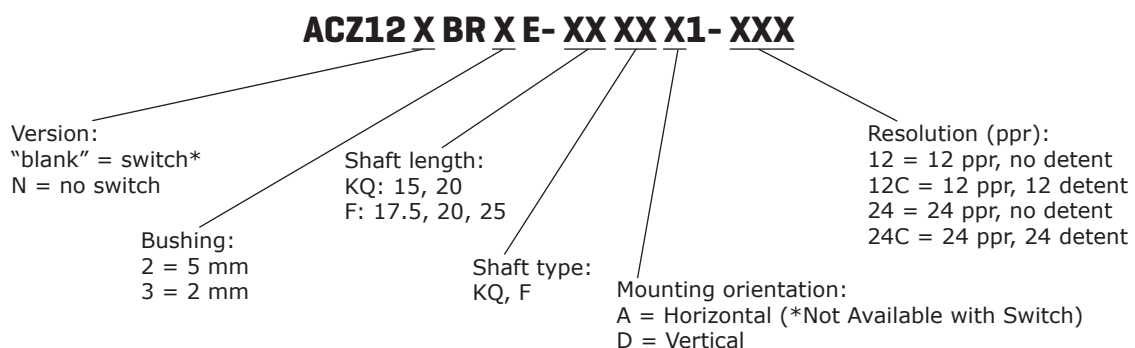 ACZ12 X BR X E- XX XX X1- XXX
Version:
“blank” = switch*
N = no switch
Bushing:
2 = 5 mm
3 = 2 mm
Shaft length:
KQ: 15, 20
F: 17.5, 20, 25
Shaft type:
KQ, F
Mounting orientation:
A = Horizontal (*Not Available with Switch)
D = Vertical
Resolution (ppr):
12 = 12 ppr, no detent
12C = 12 ppr, 12 detent
24 = 24 ppr, no detent
24C = 24 ppr, 24 detent